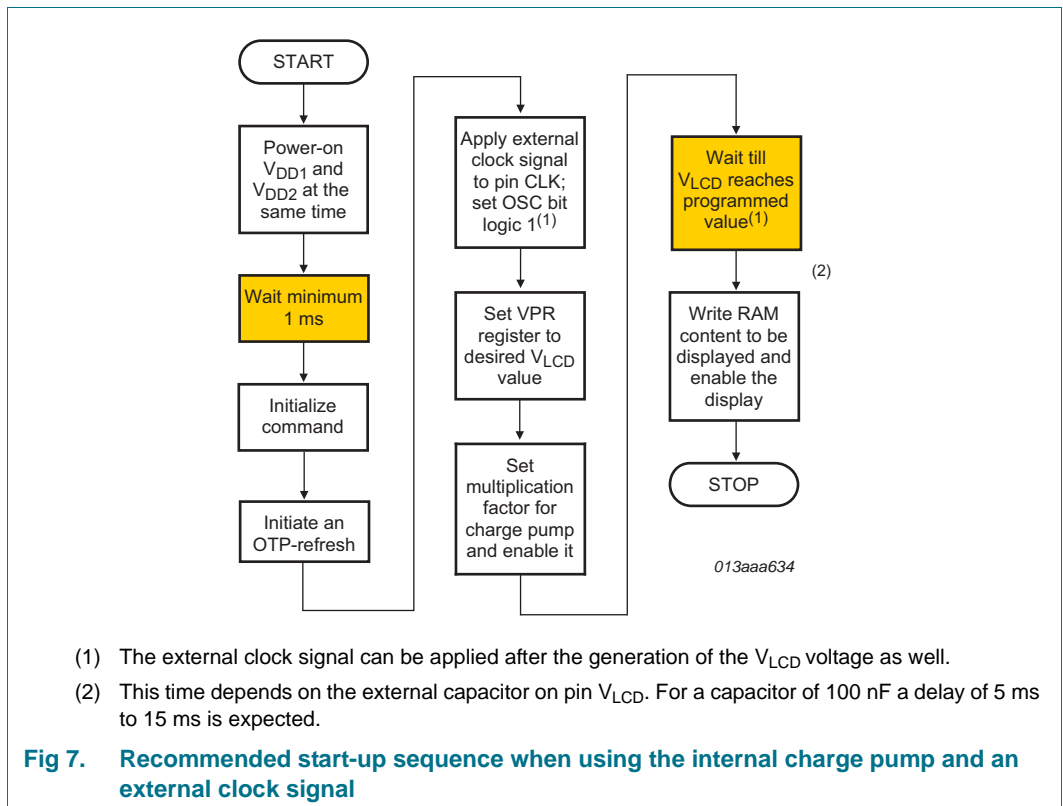 START
Power-on
VDD1 and
VDD2 at the
same time
Wait minimum
1 ms
Initialize
command
Initiate an
OTP-refresh
Apply external
clock signal
to pin CLK;
set OSC bit
logic 1(1)
Set VPR
register to
desired VLCD
value
Set
multiplication
factor for
charge pump
and enable it
Wait till
VLCD reaches
programmed
value(1)
(2)
Write RAM
content to be
displayed and
enable the
display
STOP
013aaa634
(1) The external clock signal can be applied after the generation of the VLCD voltage as well.
(2) This time depends on the external capacitor on pin VLCD. For a capacitor of 100 nF a delay of 5 ms
to 15 ms is expected.
Fig 7. Recommended start-up sequence when using the internal charge pump and an
external clock signal